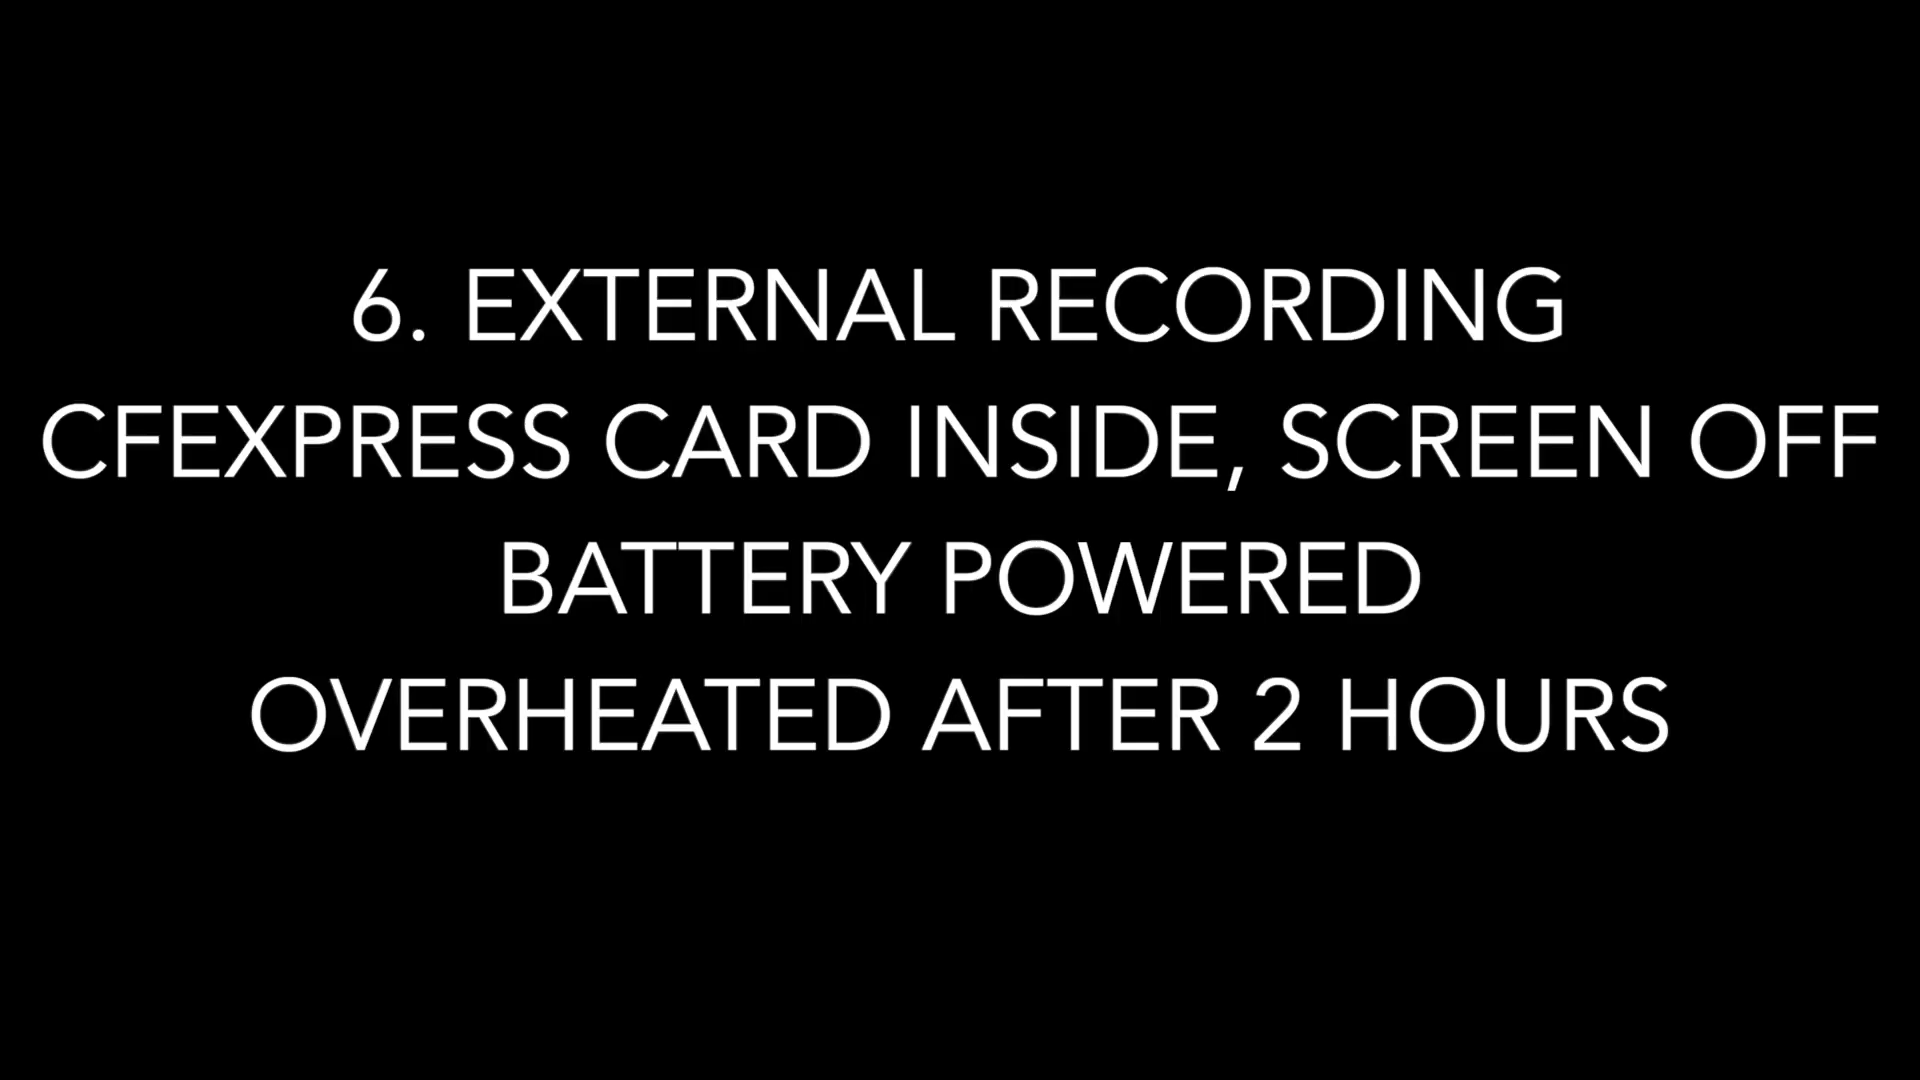 6. EXTERNAL RECORDING
CFEXPRESS CARD INSIDE, SCREEN OFF
BATTERY POWERED
OVERHEATED AFTER 2 HOURS